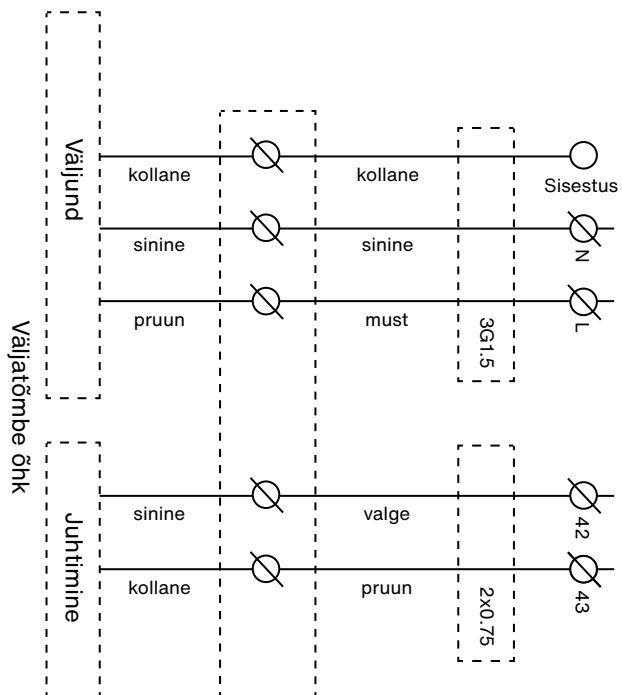 Väljatõmbe õhk
Väljund
kollane
kollane
Sisestus
sinine
sinine
N
pruun
must
L
3G1.5
Juhtimine
sinine
valge
42
kollane
pruun
43
2x0.75